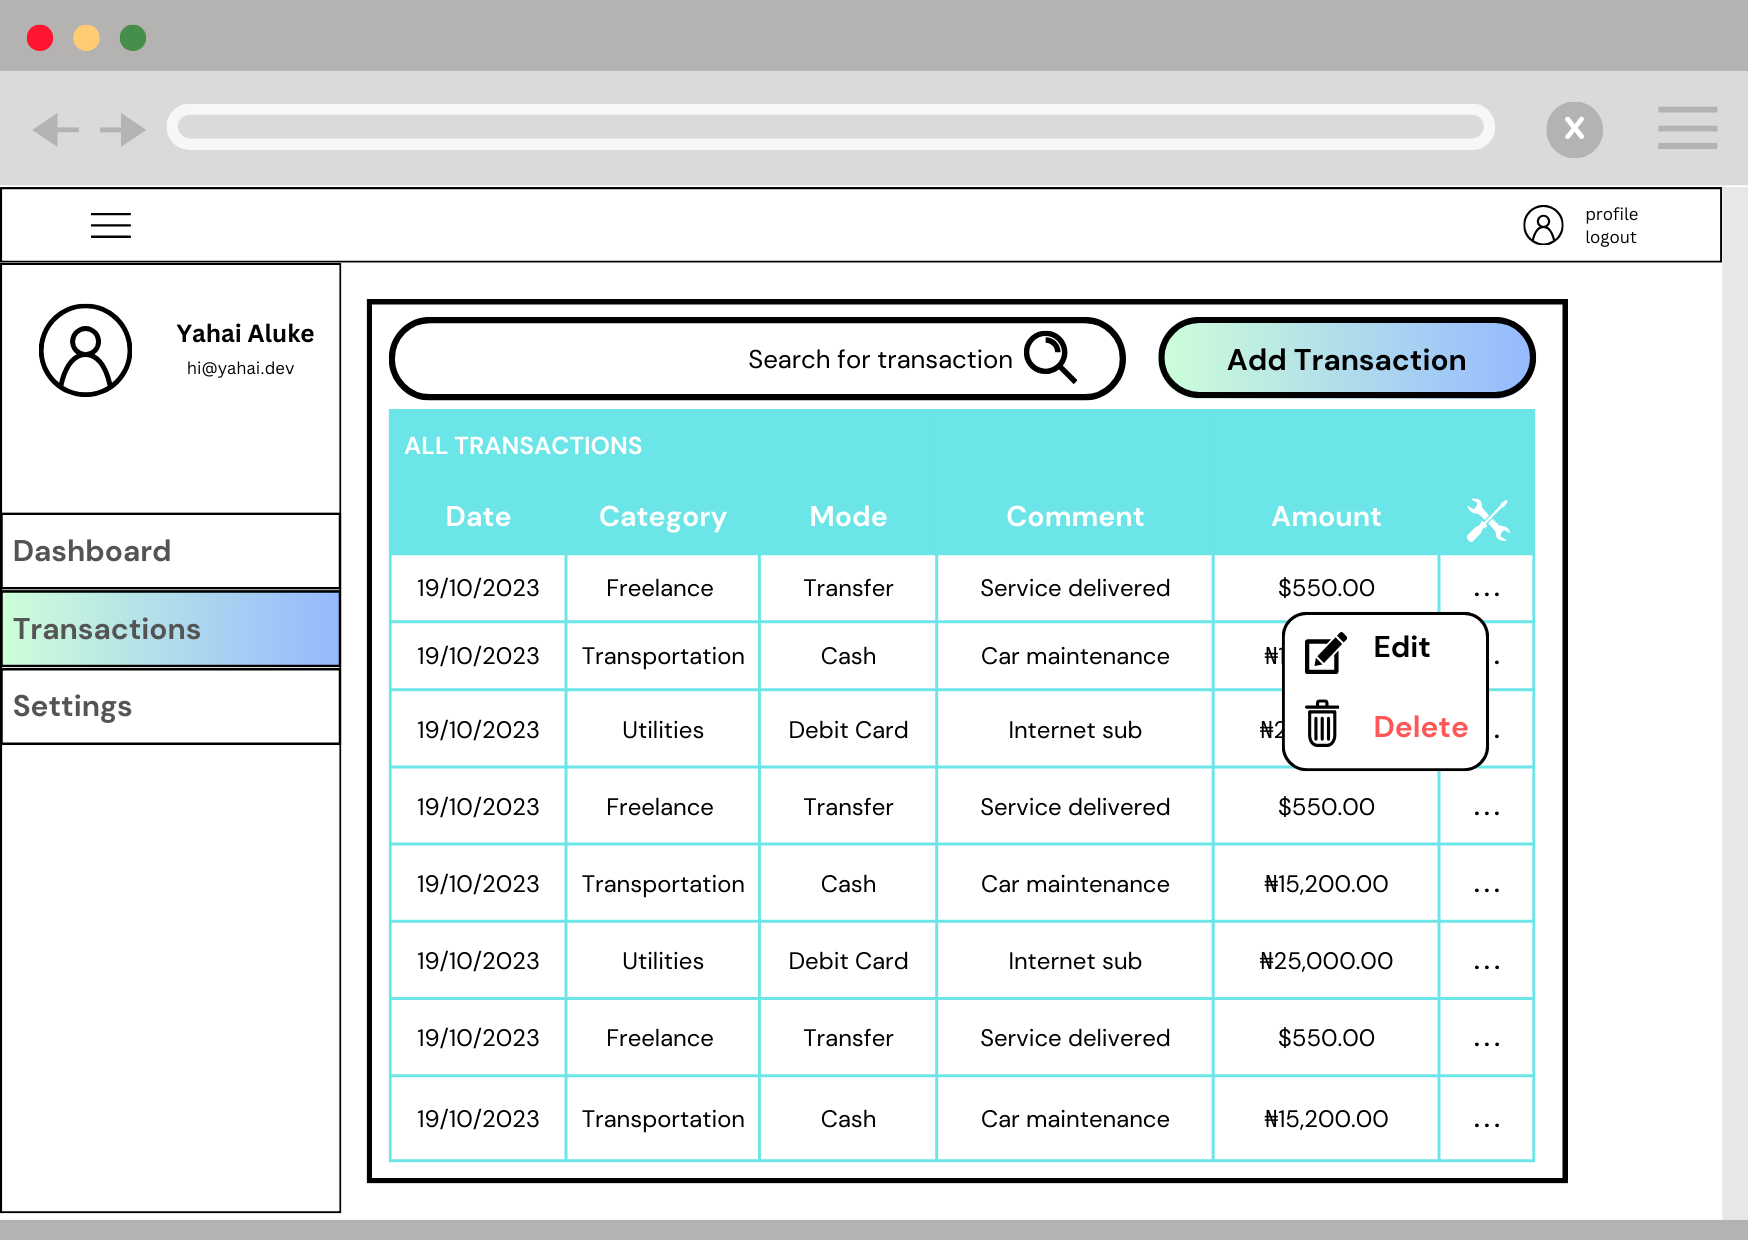 X
profile
logout
Yahai Aluke
hi@yahai.dev
Dashboard
Transactions
Settings
Search for transaction
Add Transaction
ALL TRANSACTIONS
Date Category Mode Comment Amount
19/10/2023 Freelance Transfer Service delivered $550.00 ...
19/10/2023 Transportation Cash Car maintenance
19/10/2023 Utilities Debit Card Internet sub
Edit
Delete
19/10/2023 Freelance Transfer Service delivered $550.00 ...
19/10/2023 Transportation Cash Car maintenance ₦15,200.00 ...
19/10/2023 Utilities Debit Card Internet sub ₦25,000.00 ...
19/10/2023 Freelance Transfer Service delivered $550.00 ...
19/10/2023 Transportation Cash Car maintenance ₦15,200.00 ...